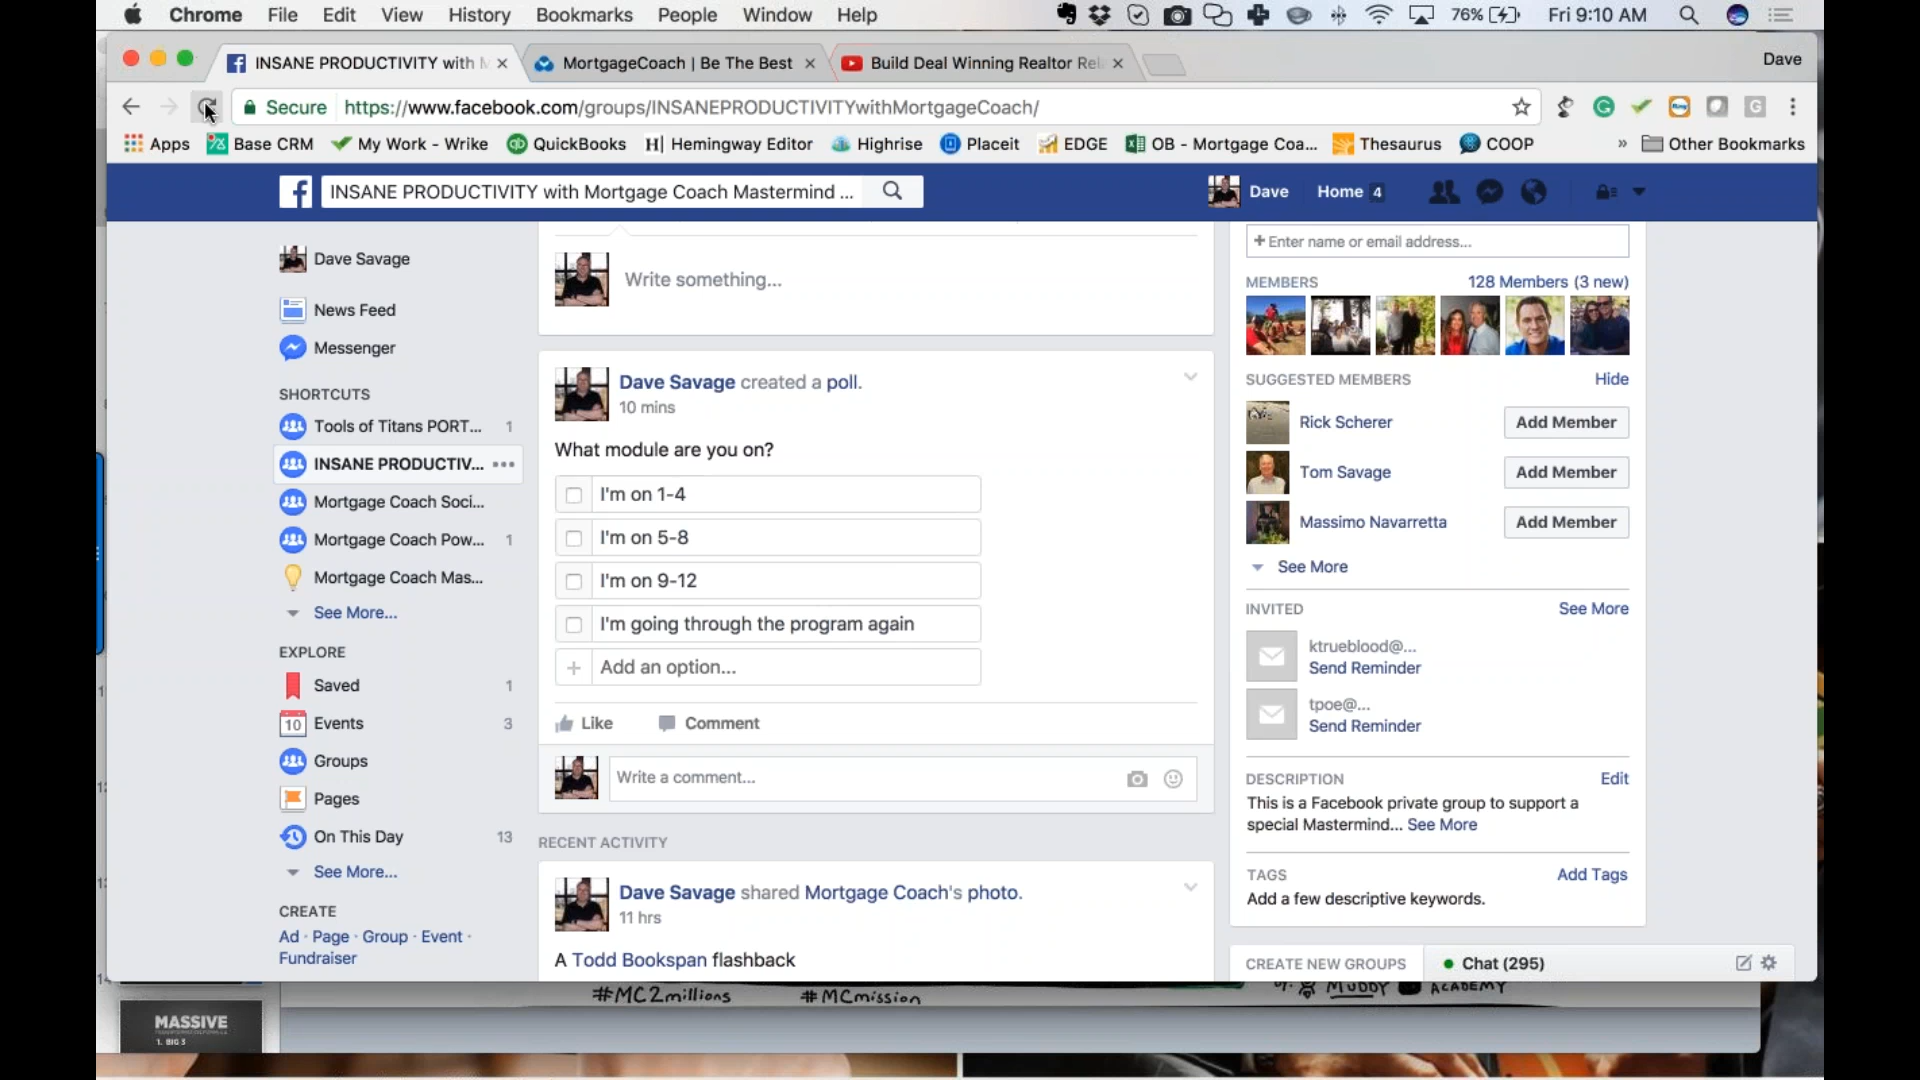 Chrome File Edit View History Bookmarks People Window Help 76% Fri 9:10 AM
INSANE PRODUCTIVITY with M MortgageCoach | Be The Best Build Deal Winning Realtor Rel Dave
Secure https://www.facebook.com/groups/INSANEPRODUCTIVITYwithMortgageCoach/
Apps Base CRM My Work - Wrike QuickBooks Hemingway Editor Highrise Placeit EDGE OB - Mortgage Coa... Thesaurus COOP » Other Bookmarks
INSANE PRODUCTIVITY with Mortgage Coach Mastermind ... Dave Home 4
Dave Savage
News Feed
Messenger
SHORTCUTS
Tools of Titans PORT... 1
INSANE PRODUCTIV...
Mortgage Coach Soci...
Mortgage Coach Pow... 1
Mortgage Coach Mas...
See More...
EXPLORE
Saved 1
10 Events 3
Groups
Pages
On This Day 13
See More...
CREATE
Ad · Page · Group · Event ·
Fundraiser
Write something...
Dave Savage created a poll.
10 mins
What module are you on?
I'm on 1-4
I'm on 5-8
I'm on 9-12
I'm going through the program again
+ Add an option...
Like Comment
Write a comment...
RECENT ACTIVITY
Dave Savage shared Mortgage Coach's photo.
11 hrs
A Todd Bookspan flashback
+ Enter name or email address...
MEMBERS 128 Members (3 new)
SUGGESTED MEMBERS Hide
Rick Scherer Add Member
Tom Savage Add Member
Massimo Navarretta Add Member
See More
INVITED See More
ktrueblood@...
Send Reminder
tpoe@...
Send Reminder
DESCRIPTION Edit
This is a Facebook private group to support a
special Mastermind... See More
TAGS Add Tags
Add a few descriptive keywords.
CREATE NEW GROUPS Chat (295)
#MC2millions #MCmission MUDDY ACADEMY
MASSIVE
1. BIG 3